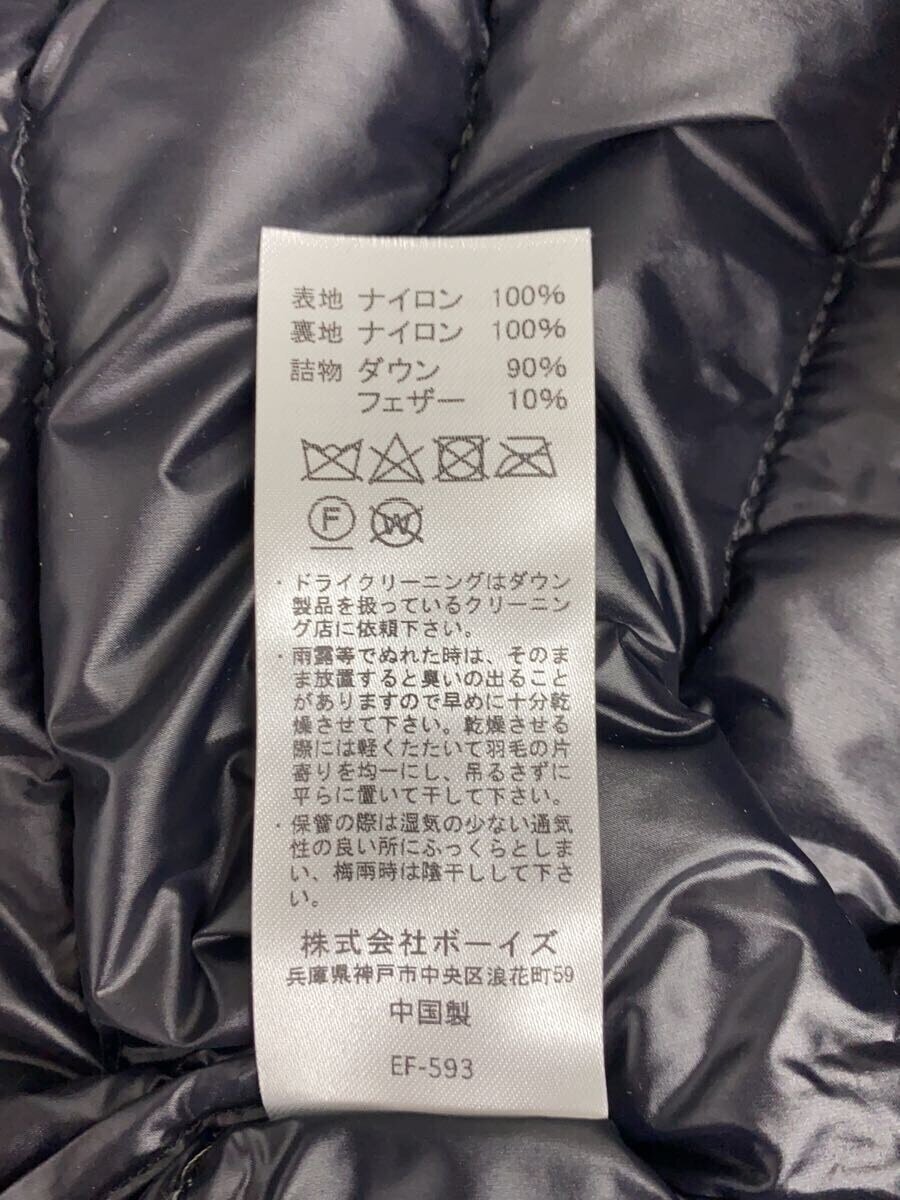 表地 ナイロン 100%
裏地 ナイロン 100%
詰物 ダウン 90%
フェザー 10%
F W
・ドライクリーニングはダウン
製品を扱っているクリーニン
グ店に依頼下さい。
・雨露等でぬれた時は、そのま
ま放置すると臭いの出ること
がありますので早めに十分乾
燥させて下さい。乾燥させる
際には軽くたたいて羽毛の片
寄りを均一にし、吊るさずに
平らに置いて干して下さい。
・保管の際は湿気の少ない通気
性の良い所にふっくらとしま
い、梅雨時は陰干しして下さ
い。
株式会社ボーイズ
兵庫県神戸市中央区浪花町59
中国製
EF-593